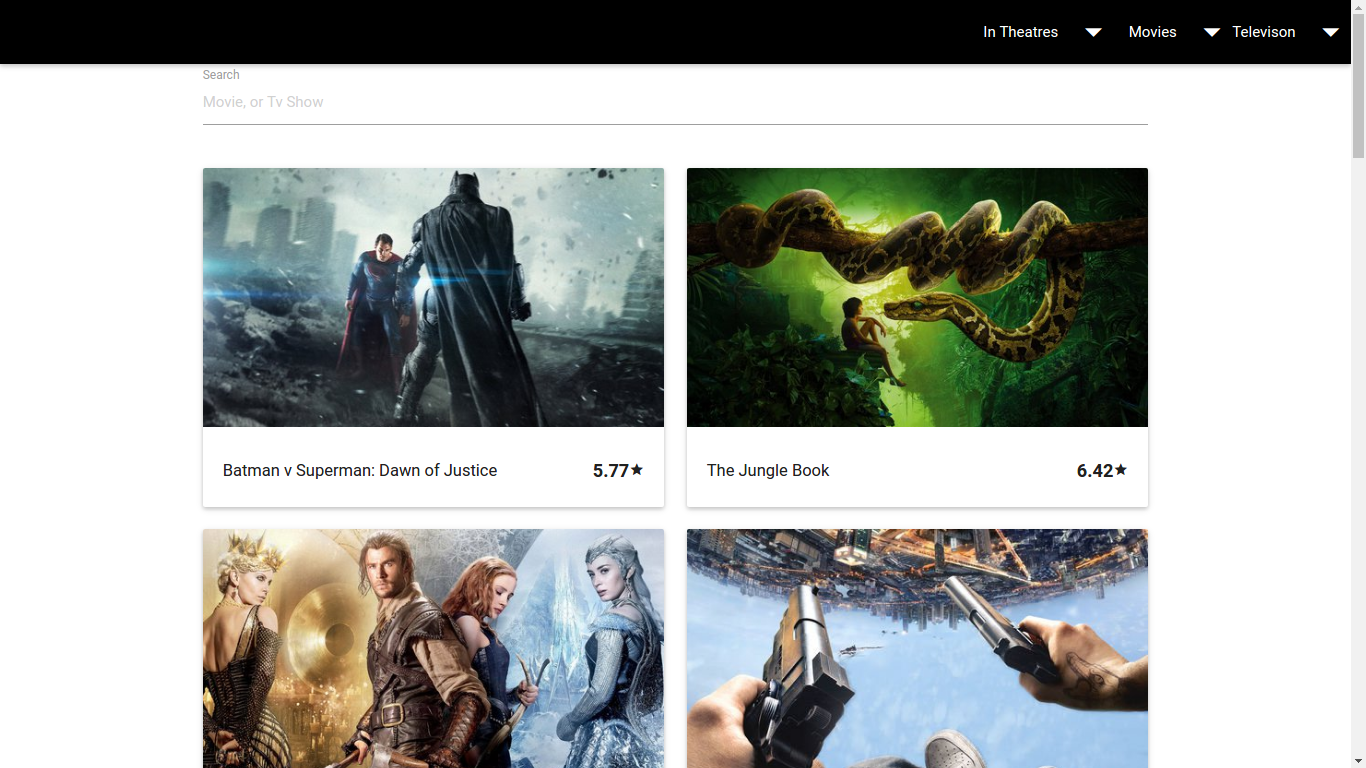 In Theatres Movies Televison
Search
Movie, or Tv Show
Batman v Superman: Dawn of Justice 5.77★
The Jungle Book 6.42★